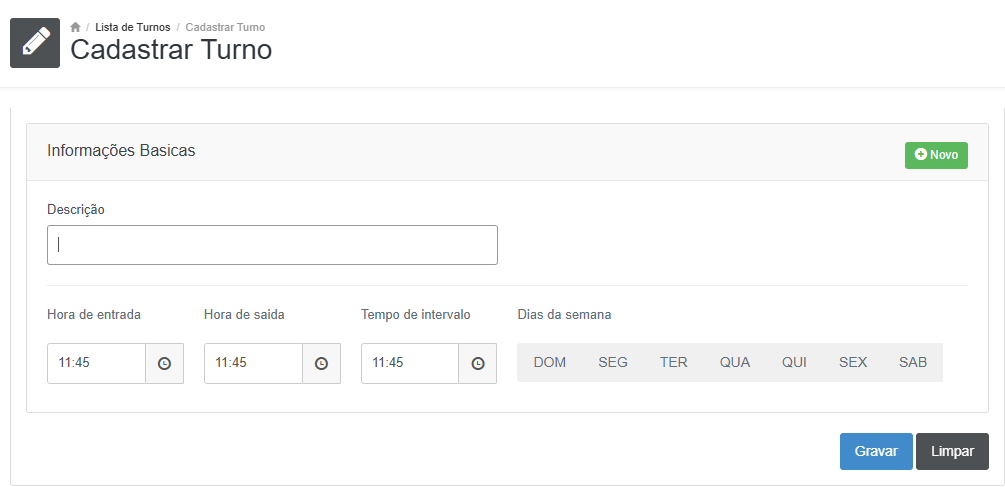 / Lista de Turnos / Cadastrar Turno
Cadastrar Turno
Informações Basicas
Novo
Descrição
Hora de entrada Hora de saida Tempo de intervalo Dias da semana
11:45 11:45 11:45 DOM SEG TER QUA QUI SEX SAB
Gravar Limpar